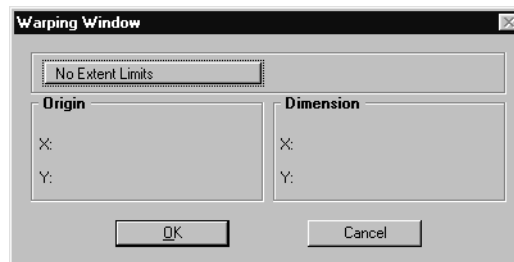 Warping Window
No Extent Limits
Origin
Dimension
X:
X:
Y:
Y:
OK
Cancel